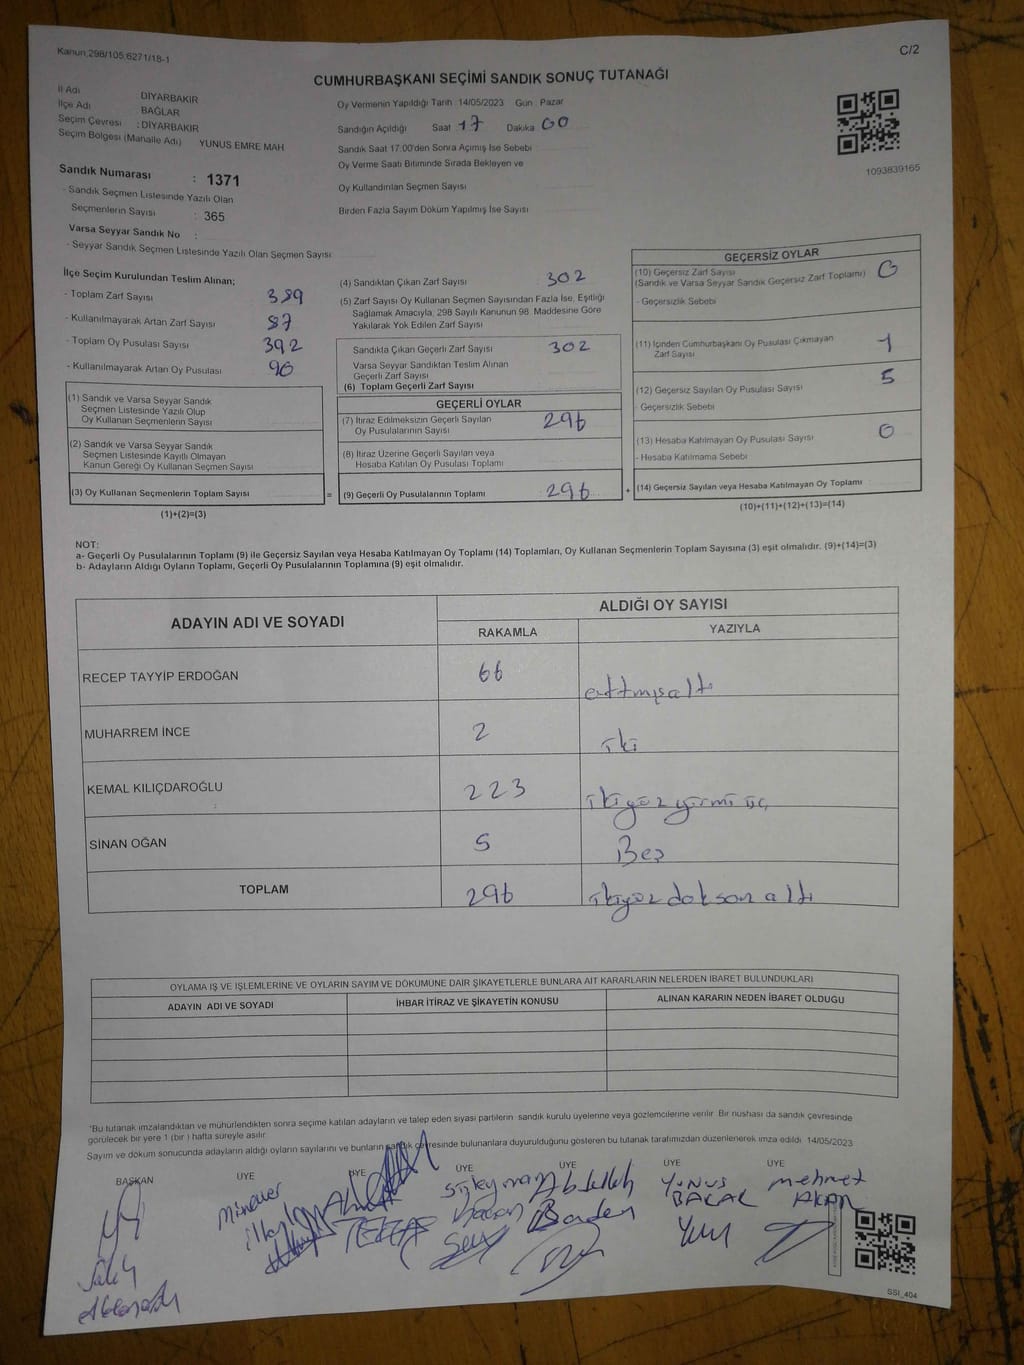 Kanun:298/105,6271/18-1
C/2
CUMHURBAŞKANI SEÇİMİ SANDIK SONUÇ TUTANAĞI
İl Adı DİYARBAKIR
İlçe Adı BAĞLAR
Seçim Çevresi : DİYARBAKIR
Seçim Bölgesi (Mahalle Adı) YUNUS EMRE MAH
Sandık Numarası : 1371
- Sandık Seçmen Listesinde Yazılı Olan
Seçmenlerin Sayısı : 365
Varsa Seyyar Sandık No :
- Seyyar Sandık Seçmen Listesinde Yazılı Olan Seçmen Sayısı
Oy Vermenin Yapıldığı Tarih :14/05/2023 Gün : Pazar
Sandığın Açıldığı Saat 17 Dakika 00
Sandık Saat 17:00'den Sonra Açmış İse Sebebi
Oy Verme Saati Bitiminde Sırada Bekleyen ve
Oy Kullandırılan Seçmen Sayısı
Birden Fazla Sayım Döküm Yapılmış İse Sayısı
1093839165
İlçe Seçim Kurulundan Teslim Alınan;
- Toplam Zarf Sayısı 389
- Kullanılmayarak Artan Zarf Sayısı 87
- Toplam Oy Pusulası Sayısı 392
- Kullanılmayarak Artan Oy Pusulası 90
(1) Sandık ve Varsa Seyyar Sandık
Seçmen Listesinde Yazılı Olup
Oy Kullanan Seçmenlerin Sayısı
(2) Sandık ve Varsa Seyyar Sandık
Seçmen Listesinde Kayıtlı Olmayan
Kanun Gereği Oy Kullanan Seçmen Sayısı
(3) Oy Kullanan Seçmenlerin Toplam Sayısı
(1)+(2)=(3)
=
(4) Sandıktan Çıkan Zarf Sayısı 302
(5) Zarf Sayısı Oy Kullanan Seçmen Sayısından Fazla İse, Eşitliği
Sağlamak Amacıyla, 298 Sayılı Kanunun 98. Maddesine Göre
Yakılarak Yok Edilen Zarf Sayısı
Sandıkta Çıkan Geçerli Zarf Sayısı 302
Varsa Seyyar Sandıktan Teslim Alınan
Geçerli Zarf Sayısı
(6) Toplam Geçerli Zarf Sayısı
GEÇERLİ OYLAR
(7) İtiraz Edilmeksizin Geçerli Sayılan
Oy Pusulalarının Sayısı 296
(8) İtiraz Üzerine Geçerli Sayılan veya
Hesaba Katılan Oy Pusulası Toplamı
(9) Geçerli Oy Pusulalarının Toplamı 296
+
GEÇERSİZ OYLAR
(10) Geçersiz Zarf Sayısı 0
(Sandık ve Varsa Seyyar Sandık Geçersiz Zarf Toplamı)
- Geçersizlik Sebebi
(11) İçinden Cumhurbaşkanı Oy Pusulası Çıkmayan
Zarf Sayısı 1
(12) Geçersiz Sayılan Oy Pusulası Sayısı 5
- Geçersizlik Sebebi
(13) Hesaba Katılmayan Oy Pusulası Sayısı 0
- Hesaba Katılmama Sebebi
(14) Geçersiz Sayılan veya Hesaba Katılmayan Oy Toplamı
(10)+(11)+(12)+(13)=(14)
NOT:
a- Geçerli Oy Pusulalarının Toplamı (9) ile Geçersiz Sayılan veya Hesaba Katılmayan Oy Toplamı (14) Toplamları, Oy Kullanan Seçmenlerin Toplam Sayısına (3) eşit olmalıdır. (9)+(14)=(3)
b- Adayların Aldığı Oyların Toplamı, Geçerli Oy Pusulalarının Toplamına (9) eşit olmalıdır.
ADAYIN ADI VE SOYADI ALDIĞI OY SAYISI
RAKAMLA YAZIYLA
RECEP TAYYİP ERDOĞAN 66 attmışaltı
MUHARREM İNCE 2 iki
KEMAL KILIÇDAROĞLU 223 ikiyüz yirmi üç
SİNAN OĞAN 5 Beş
TOPLAM 296 ikiyüz doksan altı
OYLAMA İŞ VE İŞLEMLERİNE VE OYLARIN SAYIM VE DÖKÜMÜNE DAİR ŞİKAYETLERLE BUNLARA AİT KARARLARIN NELERDEN İBARET BULUNDUKLARI
ADAYIN ADI VE SOYADI İHBAR İTİRAZ VE ŞİKAYETİN KONUSU ALINAN KARARIN NEDEN İBARET OLDUĞU
*Bu tutanak imzalandıktan ve mühürlendikten sonra seçime katılan adayların ve talep eden siyasi partilerin sandık kurulu üyelerine veya gözlemcilerine verilir. Bir nüshası da sandık çevresinde
görülecek bir yere 1 (bir) hafta süreyle asılır.
Sayım ve döküm sonucunda adayların aldığı oyların sayılarını ve bunların sandık çevresinde bulunanlara duyurulduğunu gösteren bu tutanak tarafımızdan düzenlenerek imza edildi. 14/05/2023
BAŞKAN ÜYE ÜYE ÜYE ÜYE ÜYE ÜYE
Süleyman Abdullah YUNUS mehmet
Hasan BAKAL AKAN
Salih
SSI_404